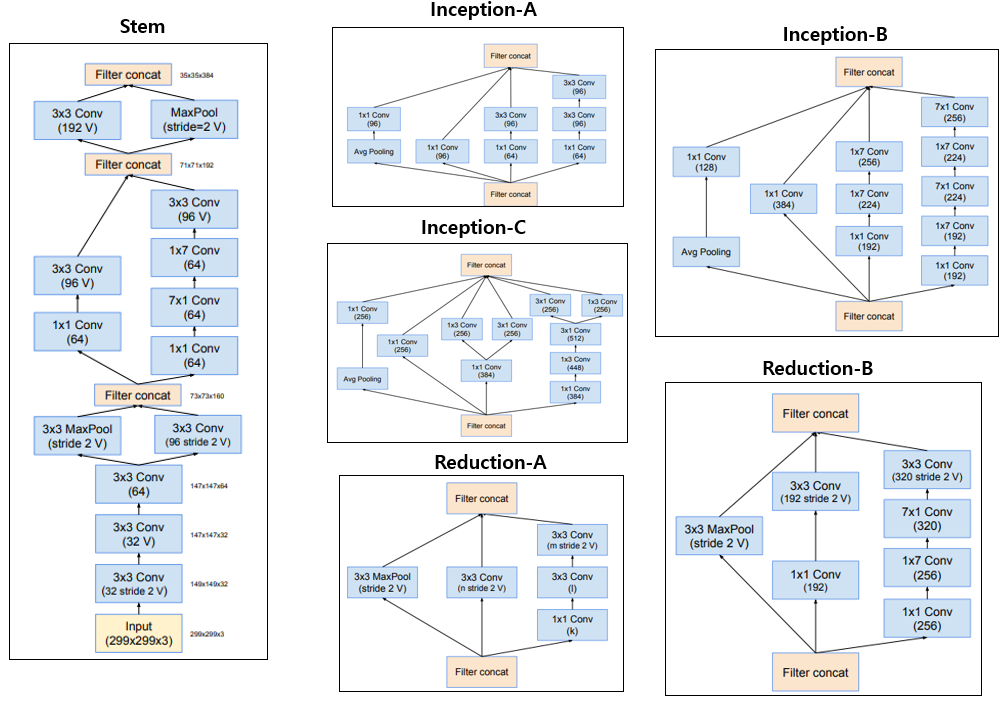 Stem
Filter concat
35x35x384
3x3 Conv
(192 V)
MaxPool
(stride=2 V)
Filter concat
71x71x192
3x3 Conv
(96 V)
1x7 Conv
(64)
3x3 Conv
(96 V)
7x1 Conv
(64)
1x1 Conv
(64)
1x1 Conv
(64)
Filter concat
73x73x160
3x3 MaxPool
(stride 2 V)
3x3 Conv
(96 stride 2 V)
3x3 Conv
(64)
147x147x64
3x3 Conv
(32 V)
147x147x32
3x3 Conv
(32 stride 2 V)
149x149x32
Input
(299x299x3)
299x299x3
Inception-A
Filter concat
3x3 Conv
(96)
1x1 Conv
(96)
3x3 Conv
(96)
3x3 Conv
(96)
Avg Pooling
1x1 Conv
(96)
1x1 Conv
(64)
1x1 Conv
(64)
Filter concat
Inception-C
Filter concat
1x1 Conv
(256)
3x1 Conv
(256)
1x3 Conv
(256)
1x3 Conv
(256)
3x1 Conv
(256)
3x1 Conv
(512)
1x1 Conv
(256)
1x3 Conv
(448)
1x1 Conv
(384)
Avg Pooling
1x1 Conv
(384)
Filter concat
Reduction-A
Filter concat
3x3 Conv
(m stride 2 V)
3x3 MaxPool
(stride 2 V)
3x3 Conv
(n stride 2 V)
3x3 Conv
(l)
1x1 Conv
(k)
Filter concat
Inception-B
Filter concat
7x1 Conv
(256)
1x1 Conv
(128)
1x7 Conv
(256)
1x7 Conv
(224)
1x1 Conv
(384)
1x7 Conv
(224)
7x1 Conv
(224)
1x7 Conv
(192)
Avg Pooling
1x1 Conv
(192)
1x1 Conv
(192)
Filter concat
Reduction-B
Filter concat
3x3 Conv
(320 stride 2 V)
3x3 Conv
(192 stride 2 V)
7x1 Conv
(320)
3x3 MaxPool
(stride 2 V)
1x7 Conv
(256)
1x1 Conv
(192)
1x1 Conv
(256)
Filter concat